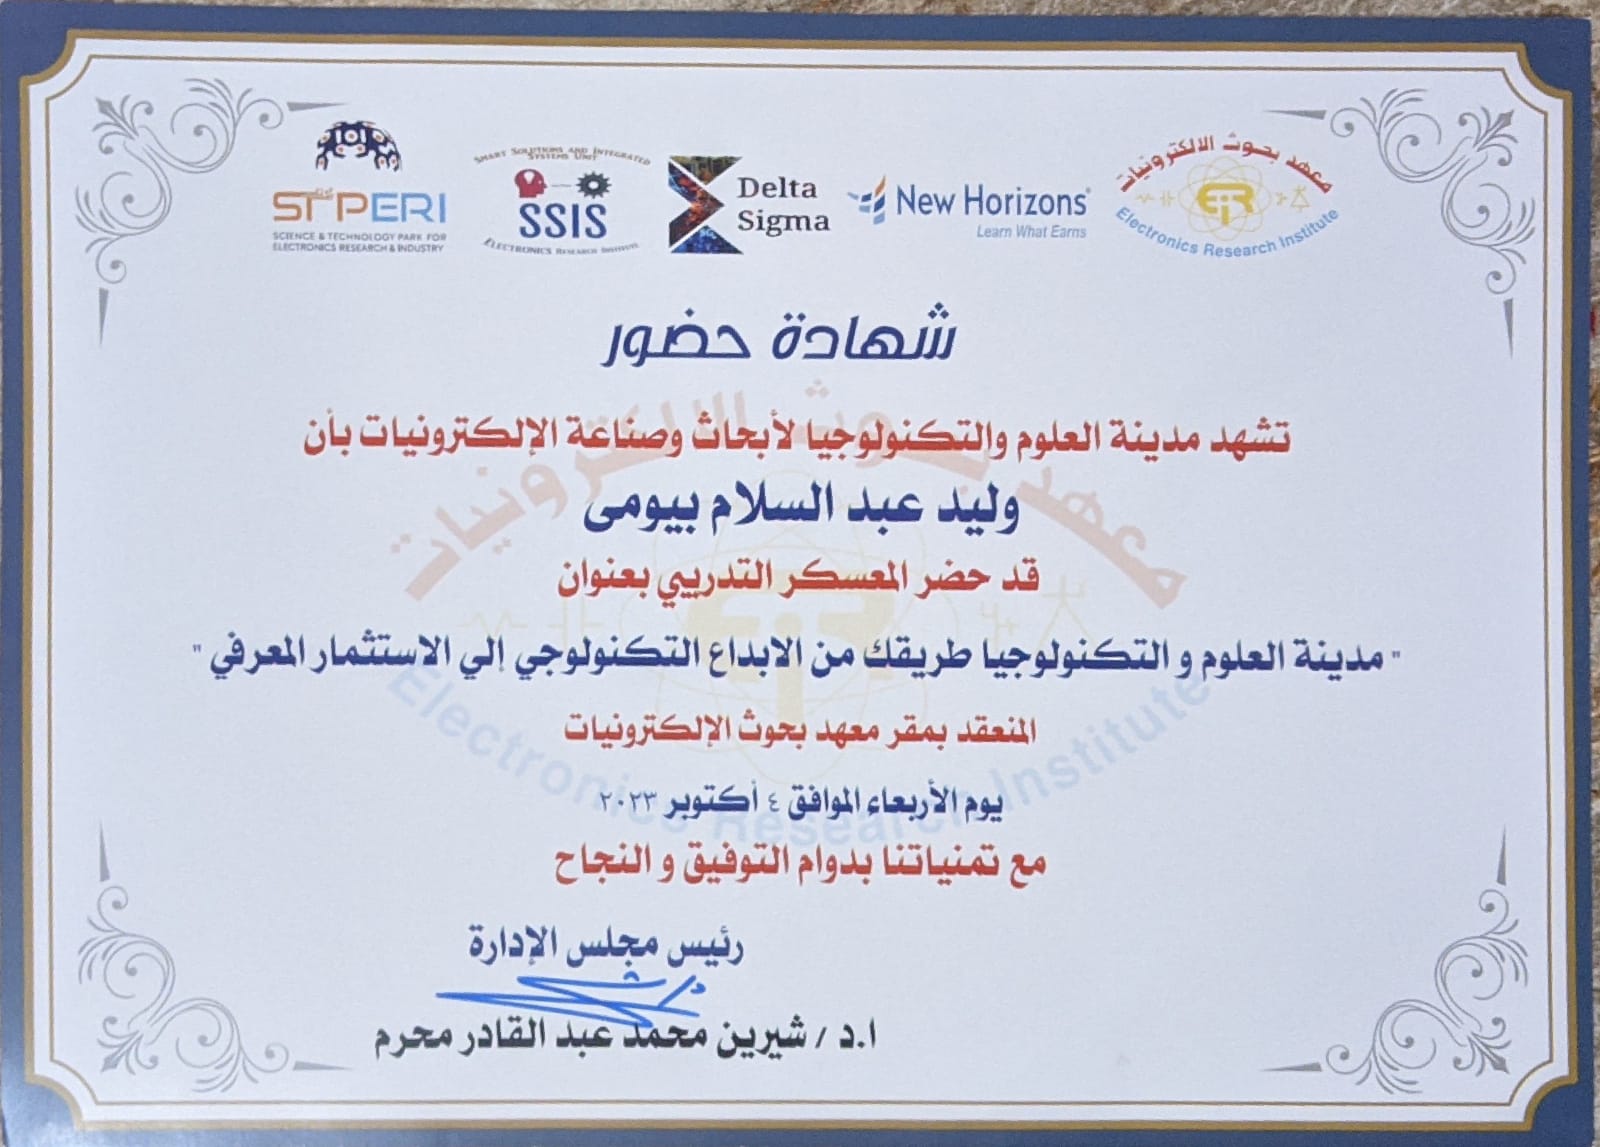 STPERI
SCIENCE & TECHNOLOGY PARK FOR
ELECTRONICS RESEARCH & INDUSTRY
SMART SOLUTIONS AND INTEGRATED
SYSTEMS UNIT
SSIS
ELECTRONICS RESEARCH INSTITUTE
Delta
Sigma
New Horizons®
Learn What Earns
معهد بحوث الالكترونيات
ERI
Electronics Research Institute
شهادة حضور
تشهد مدينة العلوم والتكنولوجيا لأبحاث وصناعة الإلكترونيات بأن
وليد عبد السلام بيومى
قد حضر المعسكر التدريبي بعنوان
" مدينة العلوم و التكنولوجيا طريقك من الابداع التكنولوجي إلي الاستثمار المعرفي "
المنعقد بمقر معهد بحوث الإلكترونيات
يوم الأربعاء الموافق ٤ أكتوبر ٢٠٢٣
مع تمنياتنا بدوام التوفيق و النجاح
رئيس مجلس الإدارة
ا.د / شيرين محمد عبد القادر محرم
معهد بحوث الالكترونيات
Electronics Research Institute